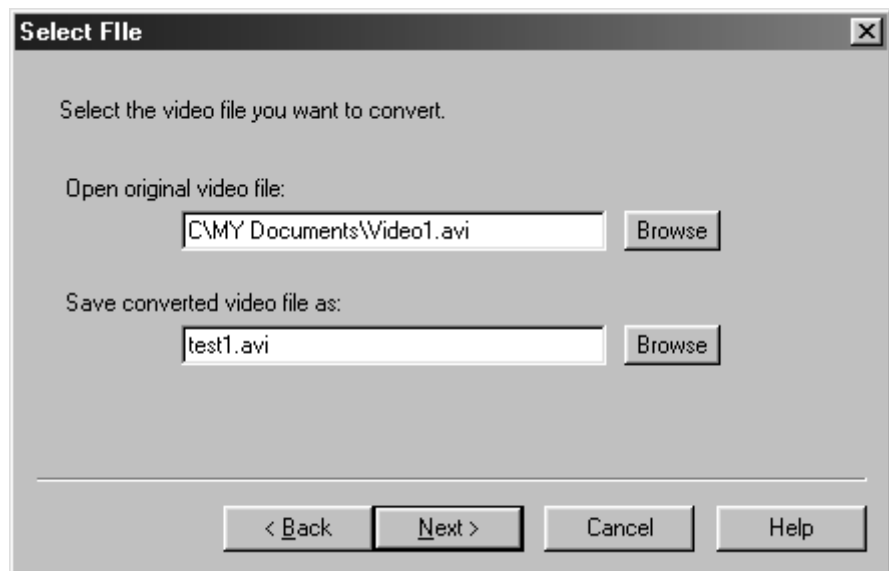 Select FIle
Select the video file you want to convert.
Open original video file:
C\MY Documents\Video1.avi
Browse
Save converted video file as:
test1.avi
Browse
< Back
Next >
Cancel
Help